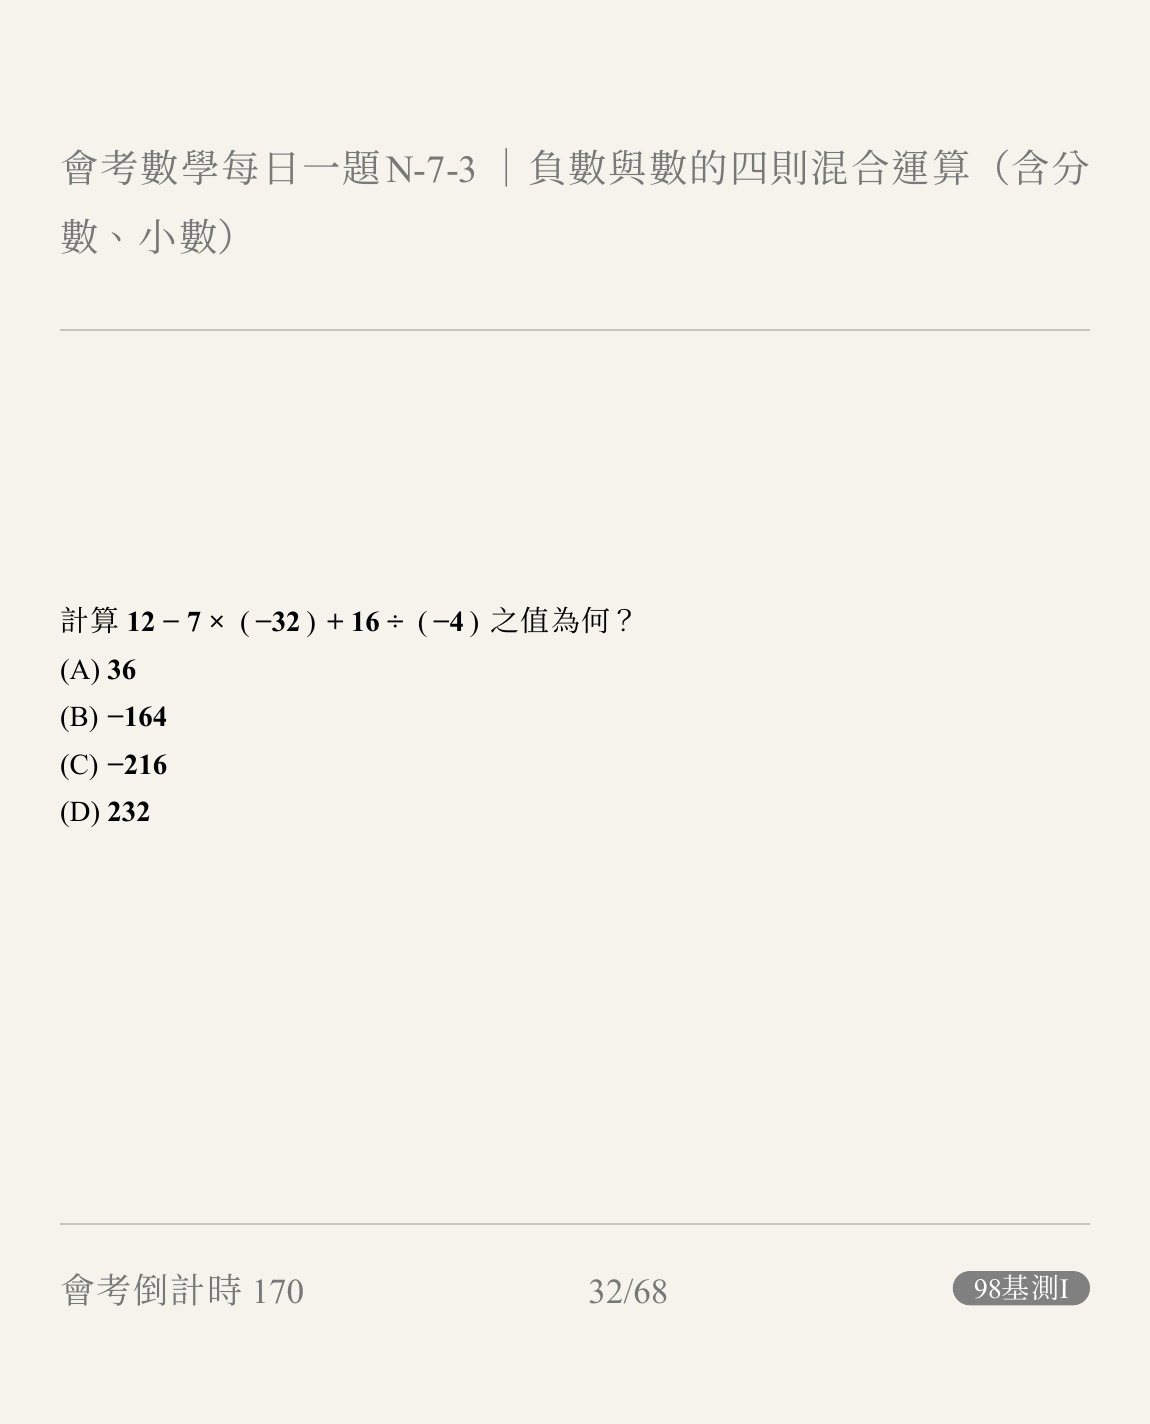 會考數學每日一題N-7-3 ｜負數與數的四則混合運算（含分
數、小數）
計算 12 − 7 × （−32）+ 16 ÷ （−4）之值為何？
(A) 36
(B) −164
(C) −216
(D) 232
會考倒計時 170
32/68
98基測I